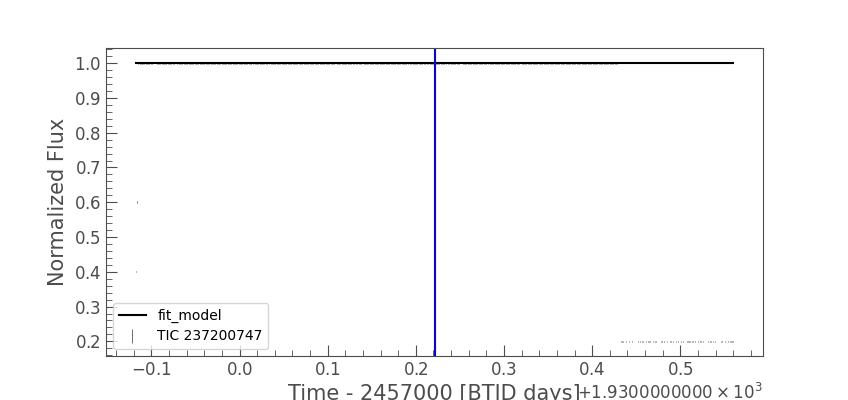 Normalized Flux
1.0
0.9
0.8
0.7
0.6
0.5
0.4
0.3
0.2
fit_model
TIC 237200747
−0.1 0.0 0.1 0.2 0.3 0.4 0.5
Time - 2457000 [BTJD days]
+1.9300000000 × 10³